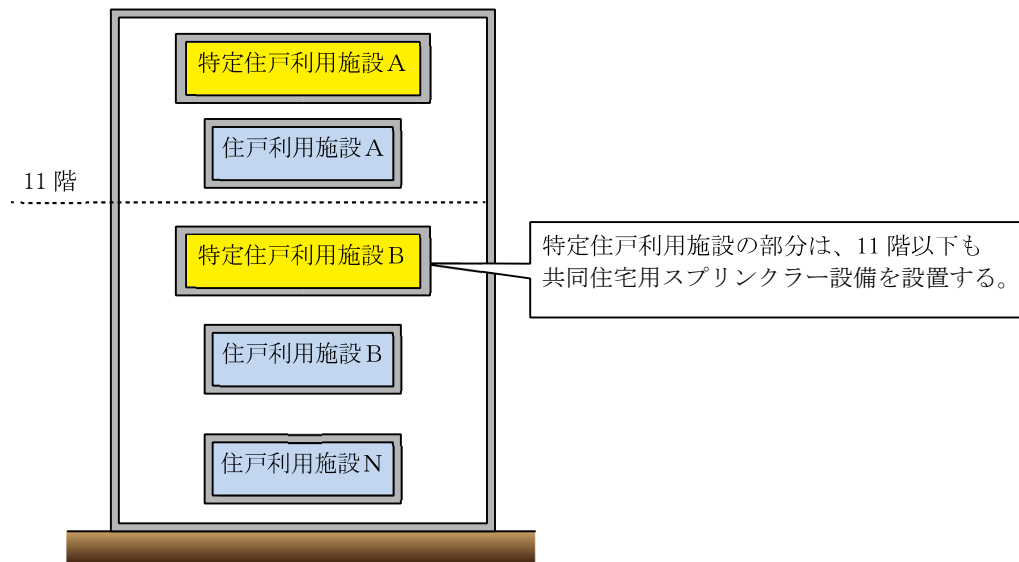 特定住戸利用施設A
住戸利用施設A
11階
特定住戸利用施設B
特定住戸利用施設の部分は、11階以下も
共同住宅用スプリンクラー設備を設置する。
住戸利用施設B
住戸利用施設N